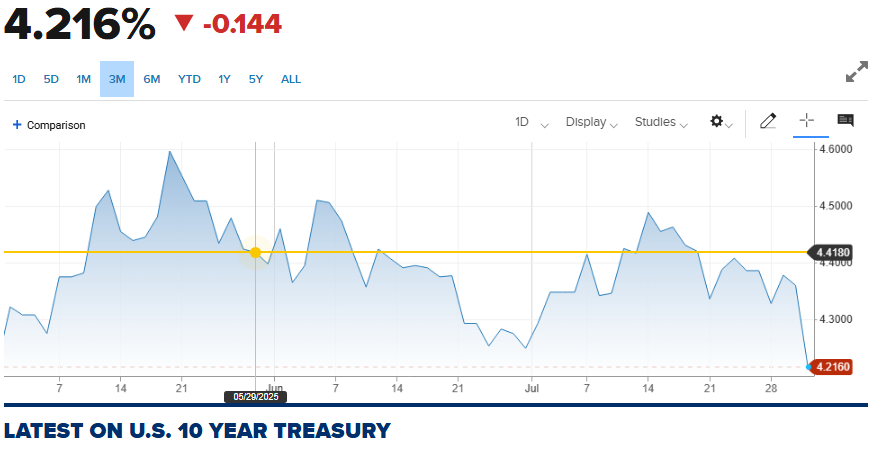 4.216% ▼ -0.144
1D 5D 1M 3M 6M YTD 1Y 5Y ALL
+ Comparison 1D Display Studies
4.6000
4.5000
4.4180
4.4000
4.3000
4.2160
7 14 21 Jun 7 14 21 Jul 7 14 21 28
05/29/2025
LATEST ON U.S. 10 YEAR TREASURY